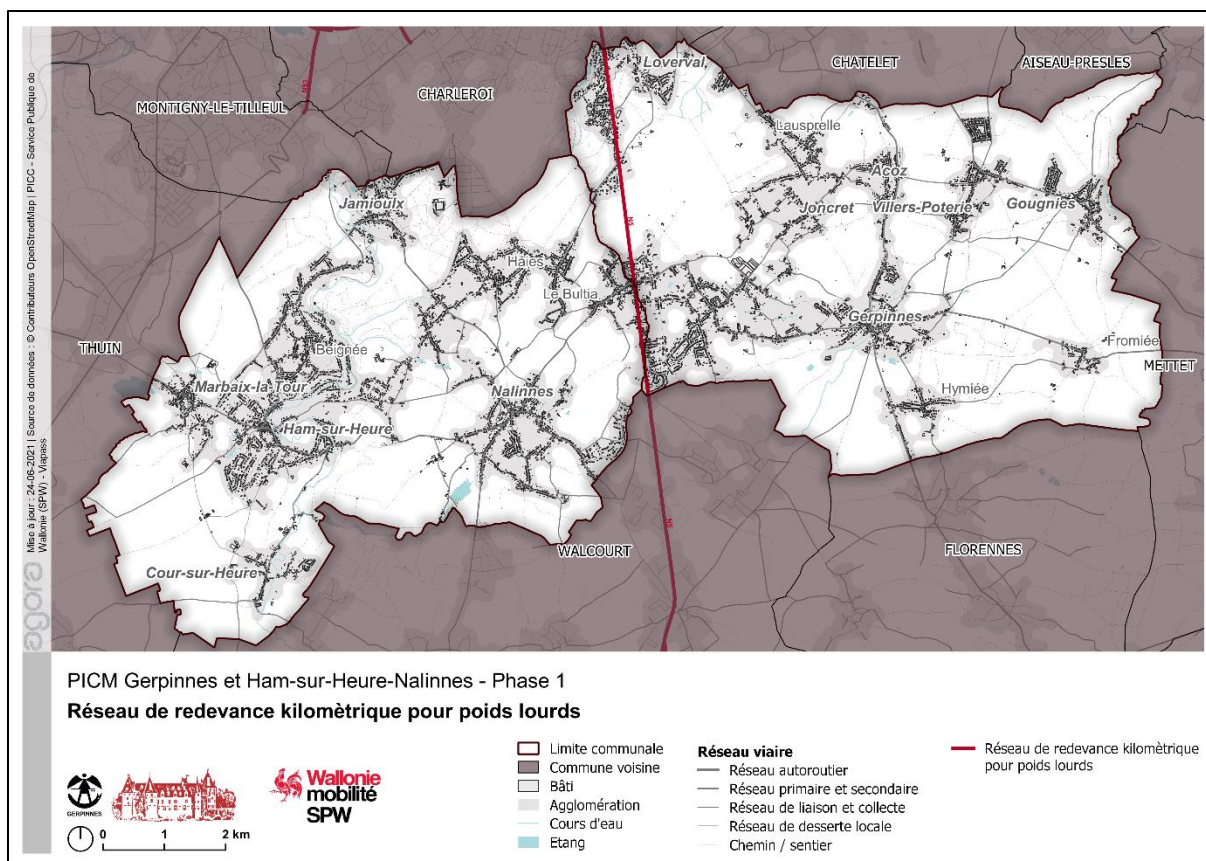 Mise à jour : 24-06-2021 | Source de données : © Contributeurs OpenStreetMap | PICC - Service Publique de
Wallonie (SPW) - Viapass
MONTIGNY-LE-TILLEUL
CHARLEROI
Loverval
CHATELET
AISEAU-PRESLES
Lausprelle
Acoz
Jamioulx
Joncret
Villers-Poterie
Gougnies
N5
Haies
Le Bultia
THUIN
Beignée
Gerpinnes
Fromiée
METTET
Marbaix-la-Tour
Nalinnes
Hymiée
Ham-sur-Heure
N5
WALCOURT
FLORENNES
Cour-sur-Heure
PICM Gerpinnes et Ham-sur-Heure-Nalinnes - Phase 1
Réseau de redevance kilomètrique pour poids lourds
GERPINNES
Wallonie
mobilité
SPW
0 1 2 km
Limite communale
Commune voisine
Bâti
Agglomération
Cours d'eau
Etang
Réseau viaire
Réseau autoroutier
Réseau primaire et secondaire
Réseau de liaison et collecte
Réseau de desserte locale
Chemin / sentier
Réseau de redevance kilomètrique
pour poids lourds